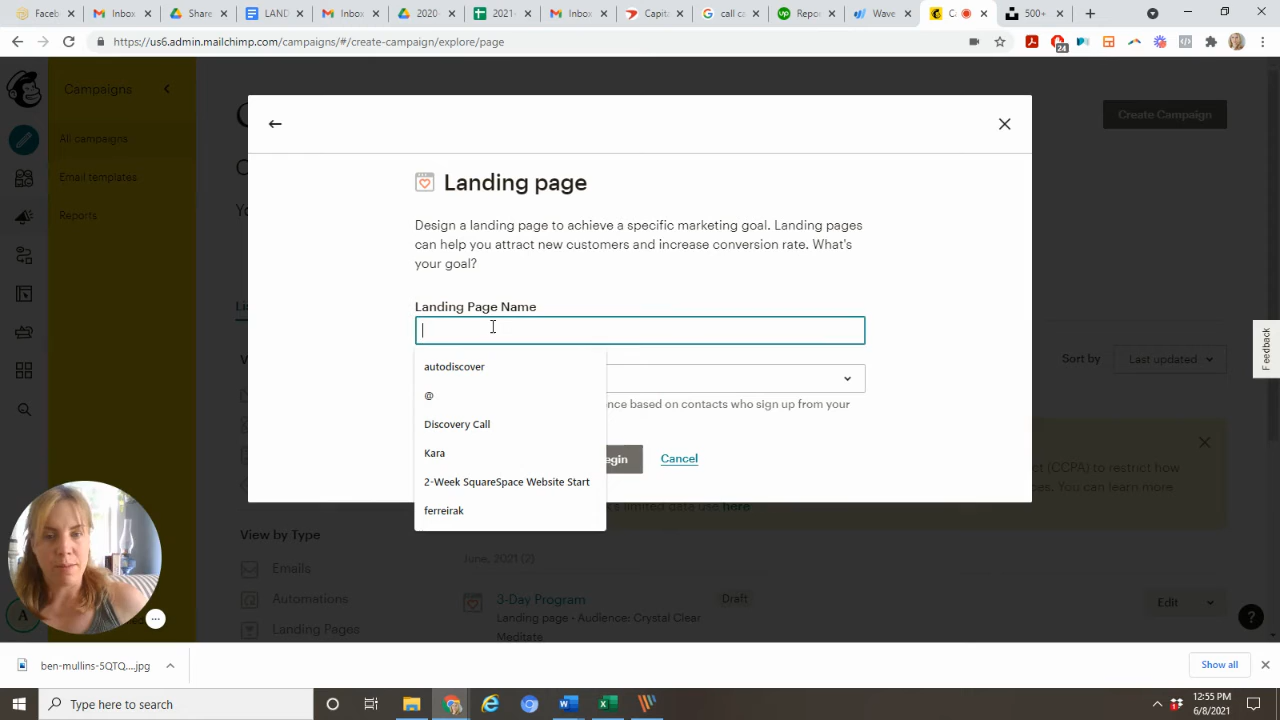 Faceb
Inbox
Share
LAND
Inbox
2020-
2021-
Inbox
Capit
call ca
Repo
Wave
C
500+
https://us6.admin.mailchimp.com/campaigns/#/create-campaign/explore/page
24
Campaigns
All campaigns
Email templates
Reports
Create Campaign
Landing page
Design a landing page to achieve a specific marketing goal. Landing pages
can help you attract new customers and increase conversion rate. What's
your goal?
Landing Page Name
autodiscover
@
Discovery Call
Kara
2-Week SquareSpace Website Start
ferreirak
nce based on contacts who sign up from your
egin
Cancel
Sort by
Last updated
Feedback
(CCPA) to restrict how
es. You can learn more
s limited data use here
View by Type
Emails
Automations
Landing Pages
June, 2021 (2)
3-Day Program
Draft
Landing page - Audience: Crystal Clear
Meditate
Edit
?
A
ben-mullins-5QTQ....jpg
Show all
Type here to search
12:55 PM
6/8/2021